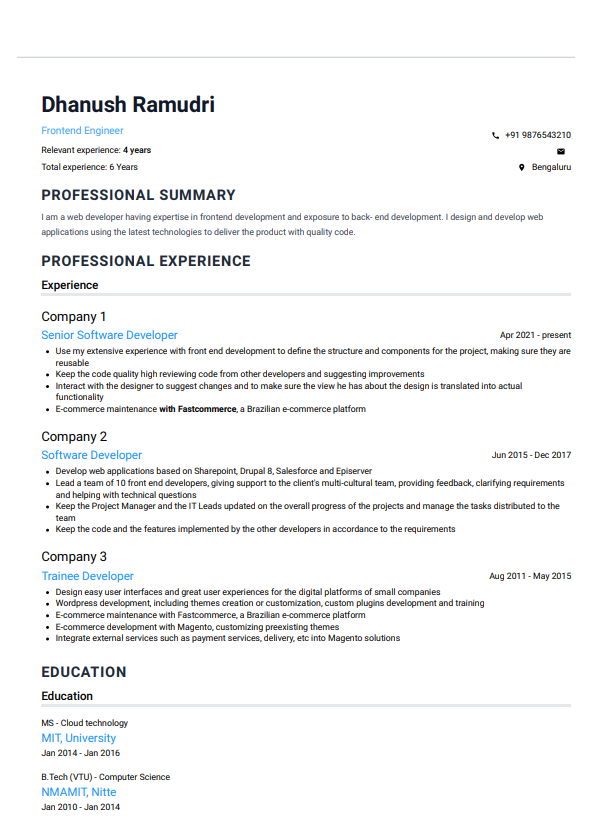 Dhanush Ramudri
Frontend Engineer
+91 9876543210
Relevant experience: 4 years
Total experience: 6 Years
Bengaluru
PROFESSIONAL SUMMARY
I am a web developer having expertise in frontend development and exposure to back- end development. I design and develop web
applications using the latest technologies to deliver the product with quality code.
PROFESSIONAL EXPERIENCE
Experience
Company 1
Senior Software Developer
Apr 2021 - present
• Use my extensive experience with front end development to define the structure and components for the project, making sure they are
reusable
• Keep the code quality high reviewing code from other developers and suggesting improvements
• Interact with the designer to suggest changes and to make sure the view he has about the design is translated into actual
functionality
• E-commerce maintenance with Fastcommerce, a Brazilian e-commerce platform
Company 2
Software Developer
Jun 2015 - Dec 2017
• Develop web applications based on Sharepoint, Drupal 8, Salesforce and Episerver
• Lead a team of 10 front end developers, giving support to the client's multi-cultural team, providing feedback, clarifying requirements
and helping with technical questions
• Keep the Project Manager and the IT Leads updated on the overall progress of the projects and manage the tasks distributed to the
team
• Keep the code and the features implemented by the other developers in accordance to the requirements
Company 3
Trainee Developer
Aug 2011 - May 2015
• Design easy user interfaces and great user experiences for the digital platforms of small companies
• Wordpress development, including themes creation or customization, custom plugins development and training
• E-commerce maintenance with Fastcommerce, a Brazilian e-commerce platform
• E-commerce development with Magento, customizing preexisting themes
• Integrate external services such as payment services, delivery, etc into Magento solutions
EDUCATION
Education
MS - Cloud technology
MIT, University
Jan 2014 - Jan 2016
B.Tech (VTU) - Computer Science
NMAMIT, Nitte
Jan 2010 - Jan 2014